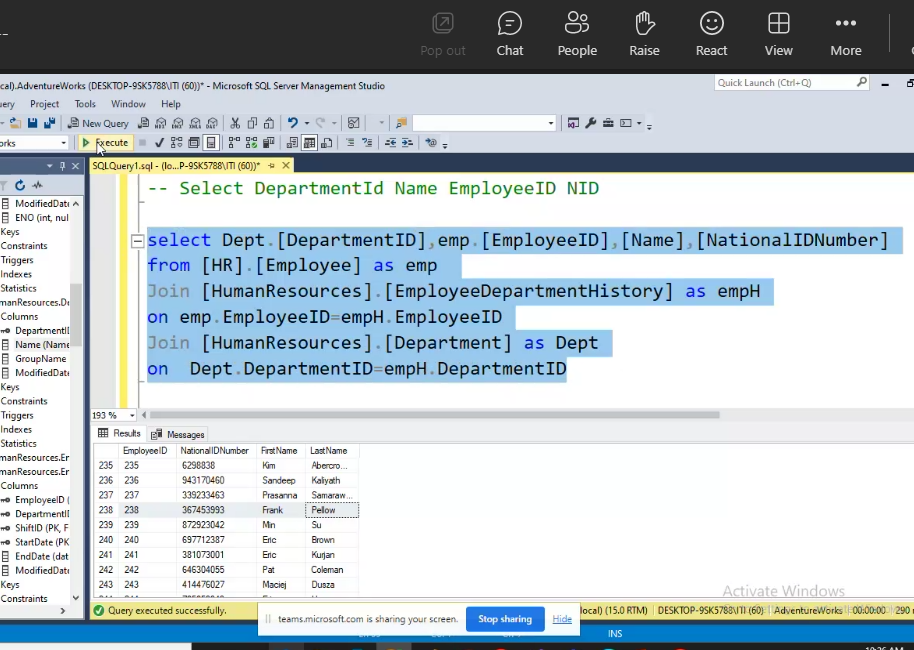 Pop out Chat People Raise React View More
cal).AdventureWorks (DESKTOP-9SK5788\ITI (60))* - Microsoft SQL Server Management Studio
Quick Launch (Ctrl+Q)
uery Project Tools Window Help
New Query
orks Execute
SQLQuery1.sql - (lo...P-9SK5788\ITI (60))*
-- Select DepartmentId Name EmployeeID NID
select Dept.[DepartmentID],emp.[EmployeeID],[Name],[NationalIDNumber]
from [HR].[Employee] as emp
Join [HumanResources].[EmployeeDepartmentHistory] as empH
on emp.EmployeeID=empH.EmployeeID
Join [HumanResources].[Department] as Dept
on Dept.DepartmentID=empH.DepartmentID
ModifiedDate
ENO (int, nul
Keys
Constraints
Triggers
Indexes
Statistics
manResources.De
Columns
DepartmentI
Name (Name
GroupName
ModifiedDate
Keys
Constraints
Triggers
Indexes
Statistics
manResources.Er
manResources.Er
Columns
EmployeeID (
DepartmentI
ShiftID (PK, F
StartDate (PK
EndDate (dat
ModifiedDate
Keys
Constraints
193 %
Results Messages
EmployeeID NationalIDNumber FirstName LastName
235 235 6298838 Kim Abercro...
236 236 943170460 Sandeep Kaliyath
237 237 339233463 Prasanna Samaraw...
238 238 367453993 Frank Pellow
239 239 872923042 Min Su
240 240 697712387 Eric Brown
241 241 381073001 Eric Kurjan
242 242 646304055 Pat Coleman
243 243 414476027 Maciej Dusza
Activate Windows
Query executed successfully.
local) (15.0 RTM) DESKTOP-9SK5788\ITI (60) AdventureWorks 00:00:00 290
teams.microsoft.com is sharing your screen. Stop sharing Hide
INS